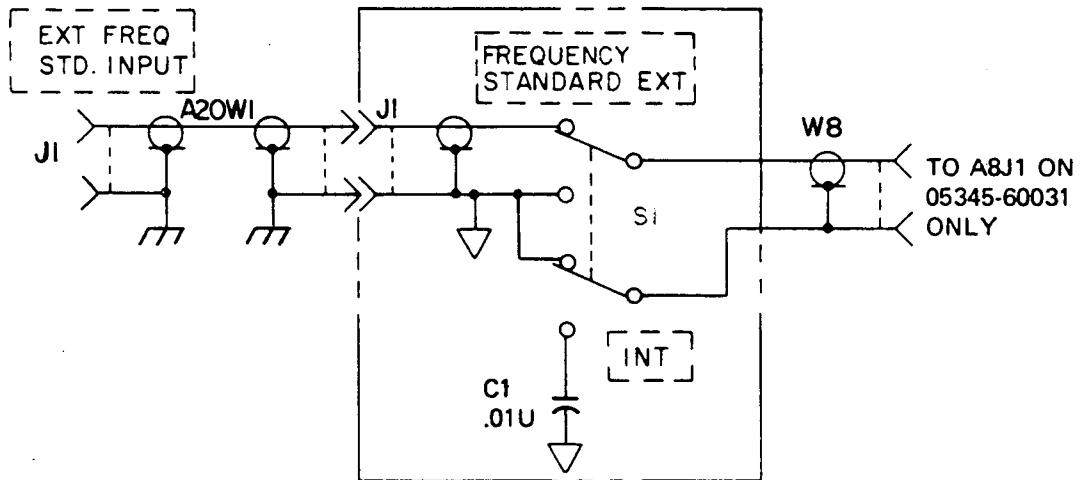 EXT FREQ
STD. INPUT
FREQUENCY
STANDARD EXT
A20W1
J1
J1
W8
TO A8J1 ON
05345-60031
ONLY
S1
INT
C1
.01U